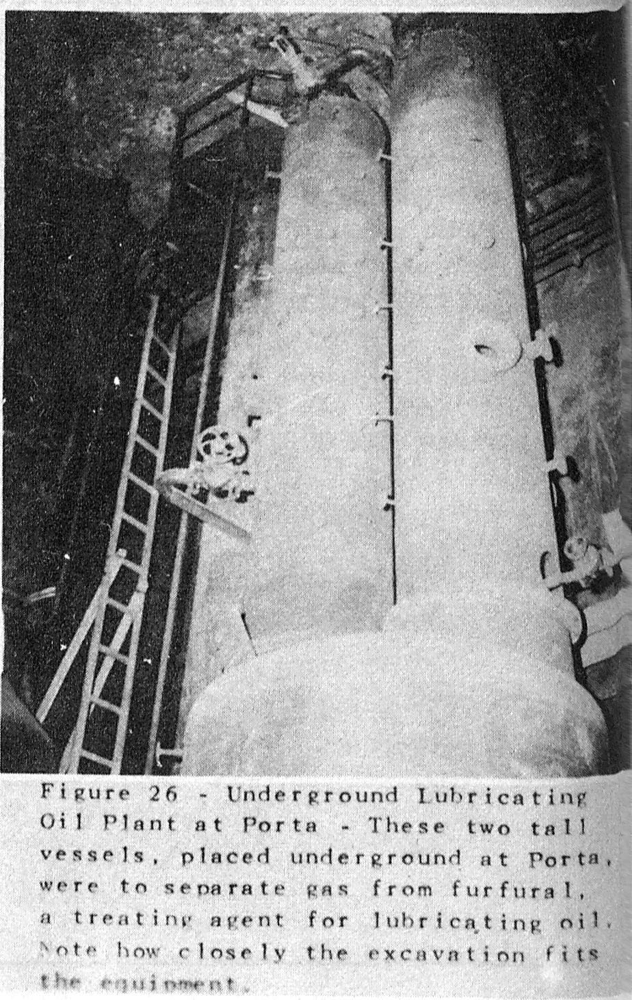 Figure 26 - Underground Lubricating
Oil Plant at Porta - These two tall
vessels, placed underground at Porta,
were to separate gas from furfural,
a treating agent for lubricating oil.
Note how closely the excavation fits
the equipment.